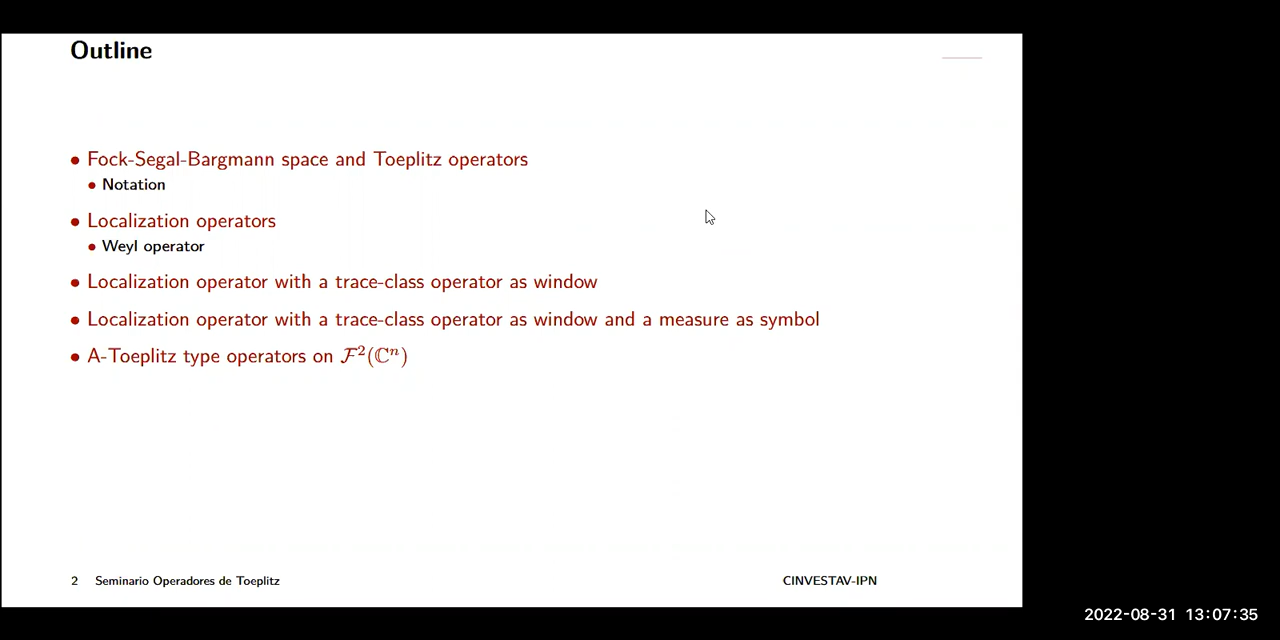 Outline
• Fock-Segal-Bargmann space and Toeplitz operators
• Notation
• Localization operators
• Weyl operator
• Localization operator with a trace-class operator as window
• Localization operator with a trace-class operator as window and a measure as symbol
• A-Toeplitz type operators on ℱ²(ℂⁿ)
2 Seminario Operadores de Toeplitz CINVESTAV-IPN
2022-08-31 13:07:35